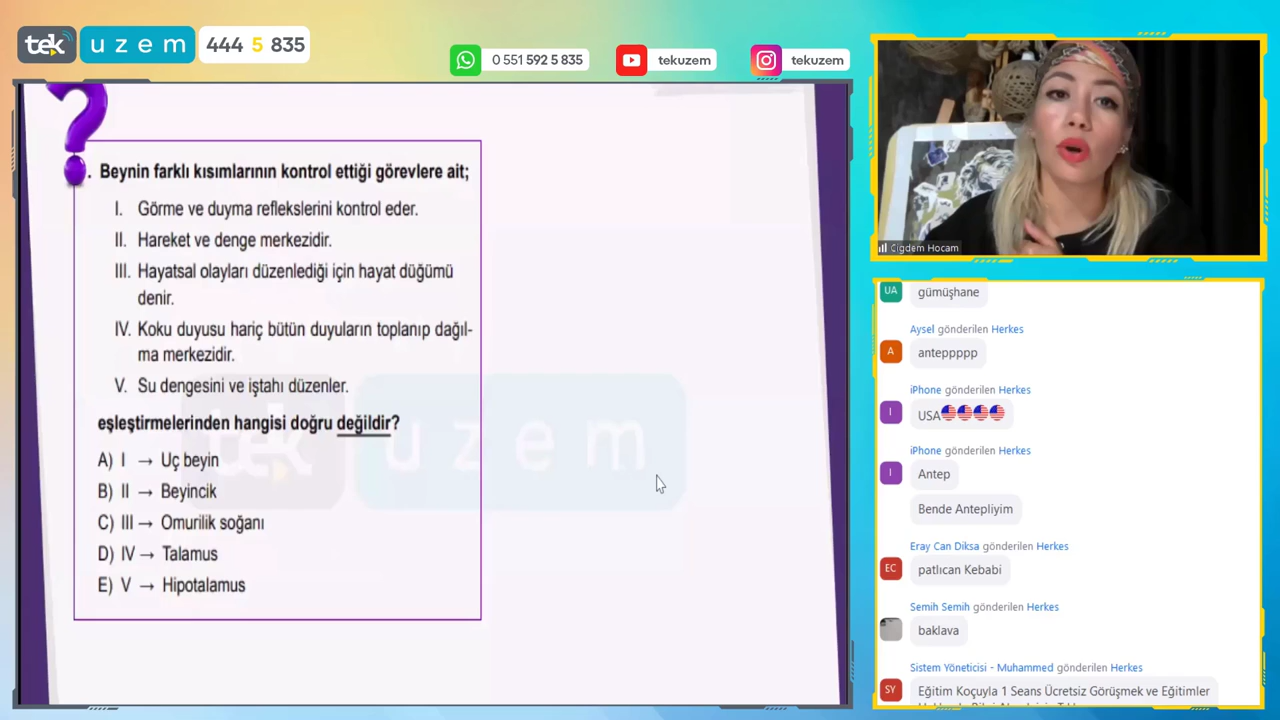 tek
uzem
444 5 835
0 551 592 5 835
tekuzem
tekuzem
?
. Beynin farklı kısımlarının kontrol ettiği görevlere ait;
I. Görme ve duyma reflekslerini kontrol eder.
II. Hareket ve denge merkezidir.
III. Hayatsal olayları düzenlediği için hayat düğümü
denir.
IV. Koku duyusu hariç bütün duyuların toplanıp dağıl-
ma merkezidir.
V. Su dengesini ve iştahı düzenler.
eşleştirmelerinden hangisi doğru değildir?
A) I → Uç beyin
B) II → Beyincik
C) III → Omurilik soğanı
D) IV → Talamus
E) V → Hipotalamus
tek uzem
Çigdem Hocam
UA
gümüşhane
Aysel gönderilen Herkes
A
anteppppp
iPhone gönderilen Herkes
I
USA🇺🇸🇺🇸🇺🇸🇺🇸
iPhone gönderilen Herkes
I
Antep
Bende Antepliyim
Eray Can Diksa gönderilen Herkes
EC
patlıcan Kebabi
Semih Semih gönderilen Herkes
baklava
Sistem Yöneticisi - Muhammed gönderilen Herkes
SY
Eğitim Koçuyla 1 Seans Ücretsiz Görüşmek ve Eğitimler